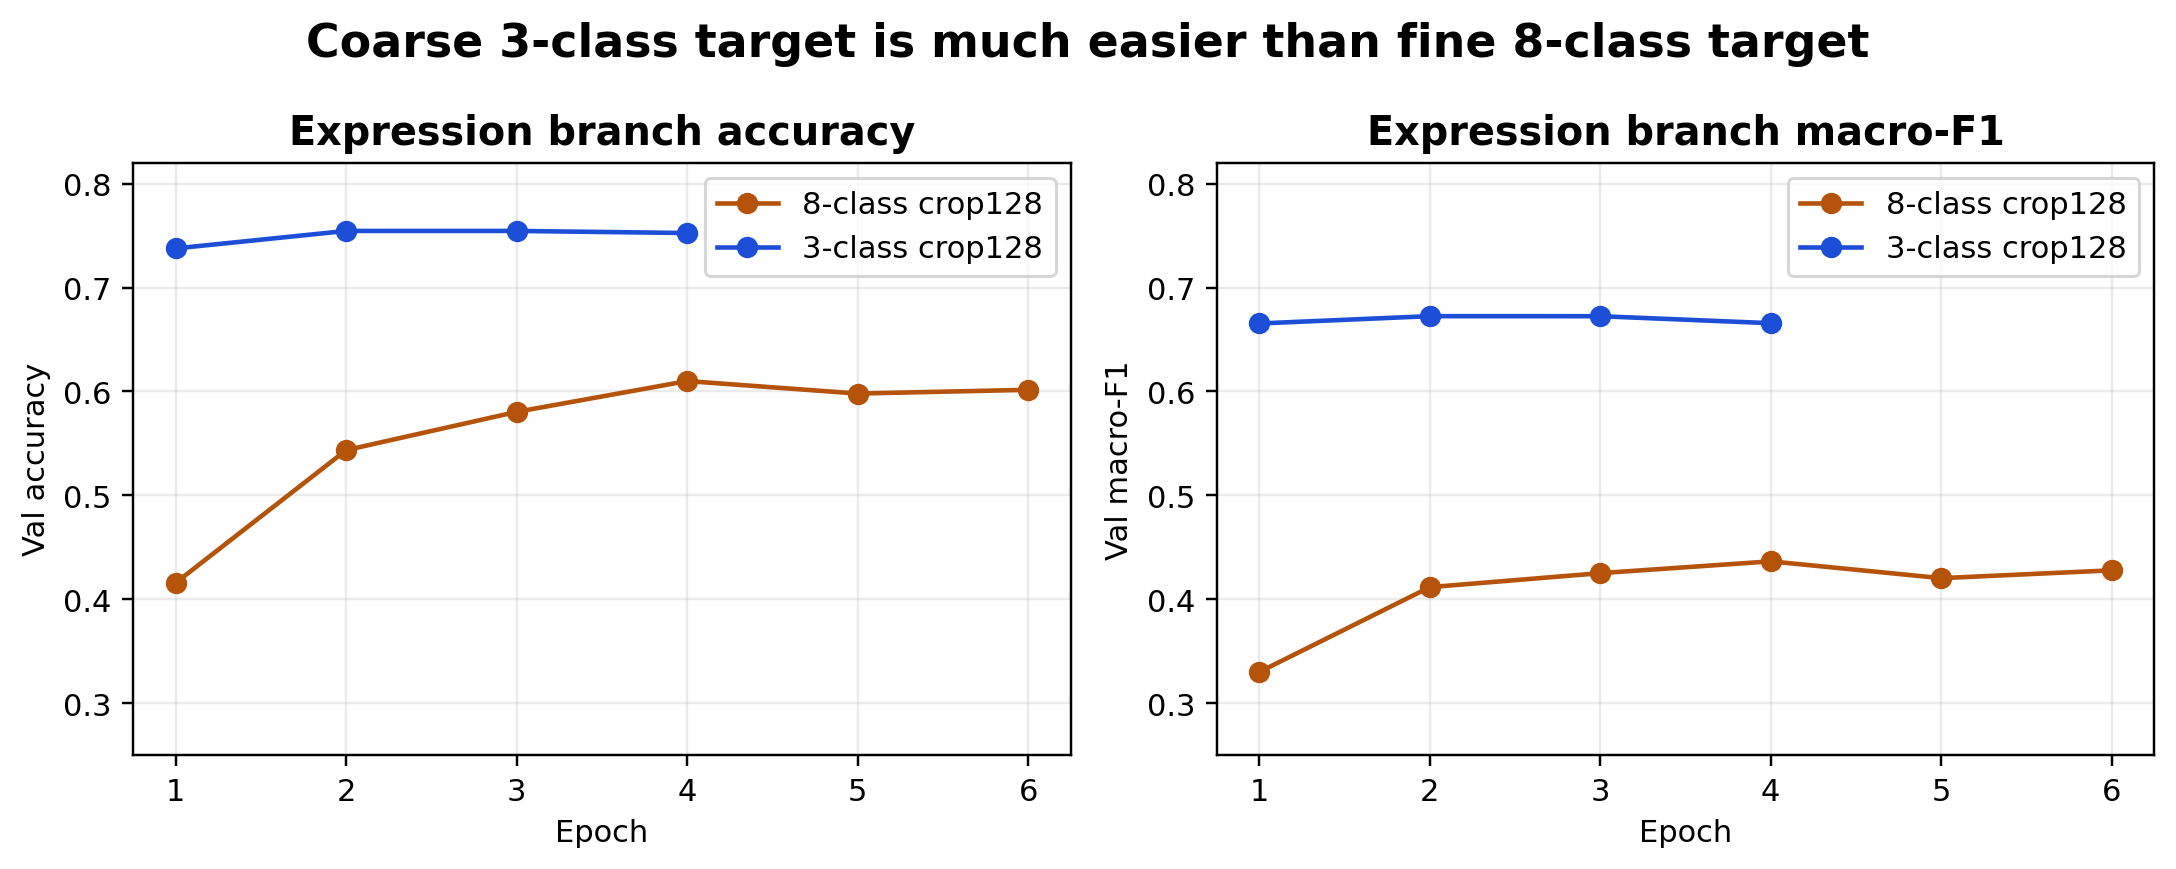 Coarse 3-class target is much easier than fine 8-class target
Expression branch accuracy
Val accuracy
0.8
0.7
0.6
0.5
0.4
0.3
8-class crop128
3-class crop128
1 2 3 4 5 6
Epoch
Expression branch macro-F1
Val macro-F1
0.8
0.7
0.6
0.5
0.4
0.3
8-class crop128
3-class crop128
1 2 3 4 5 6
Epoch